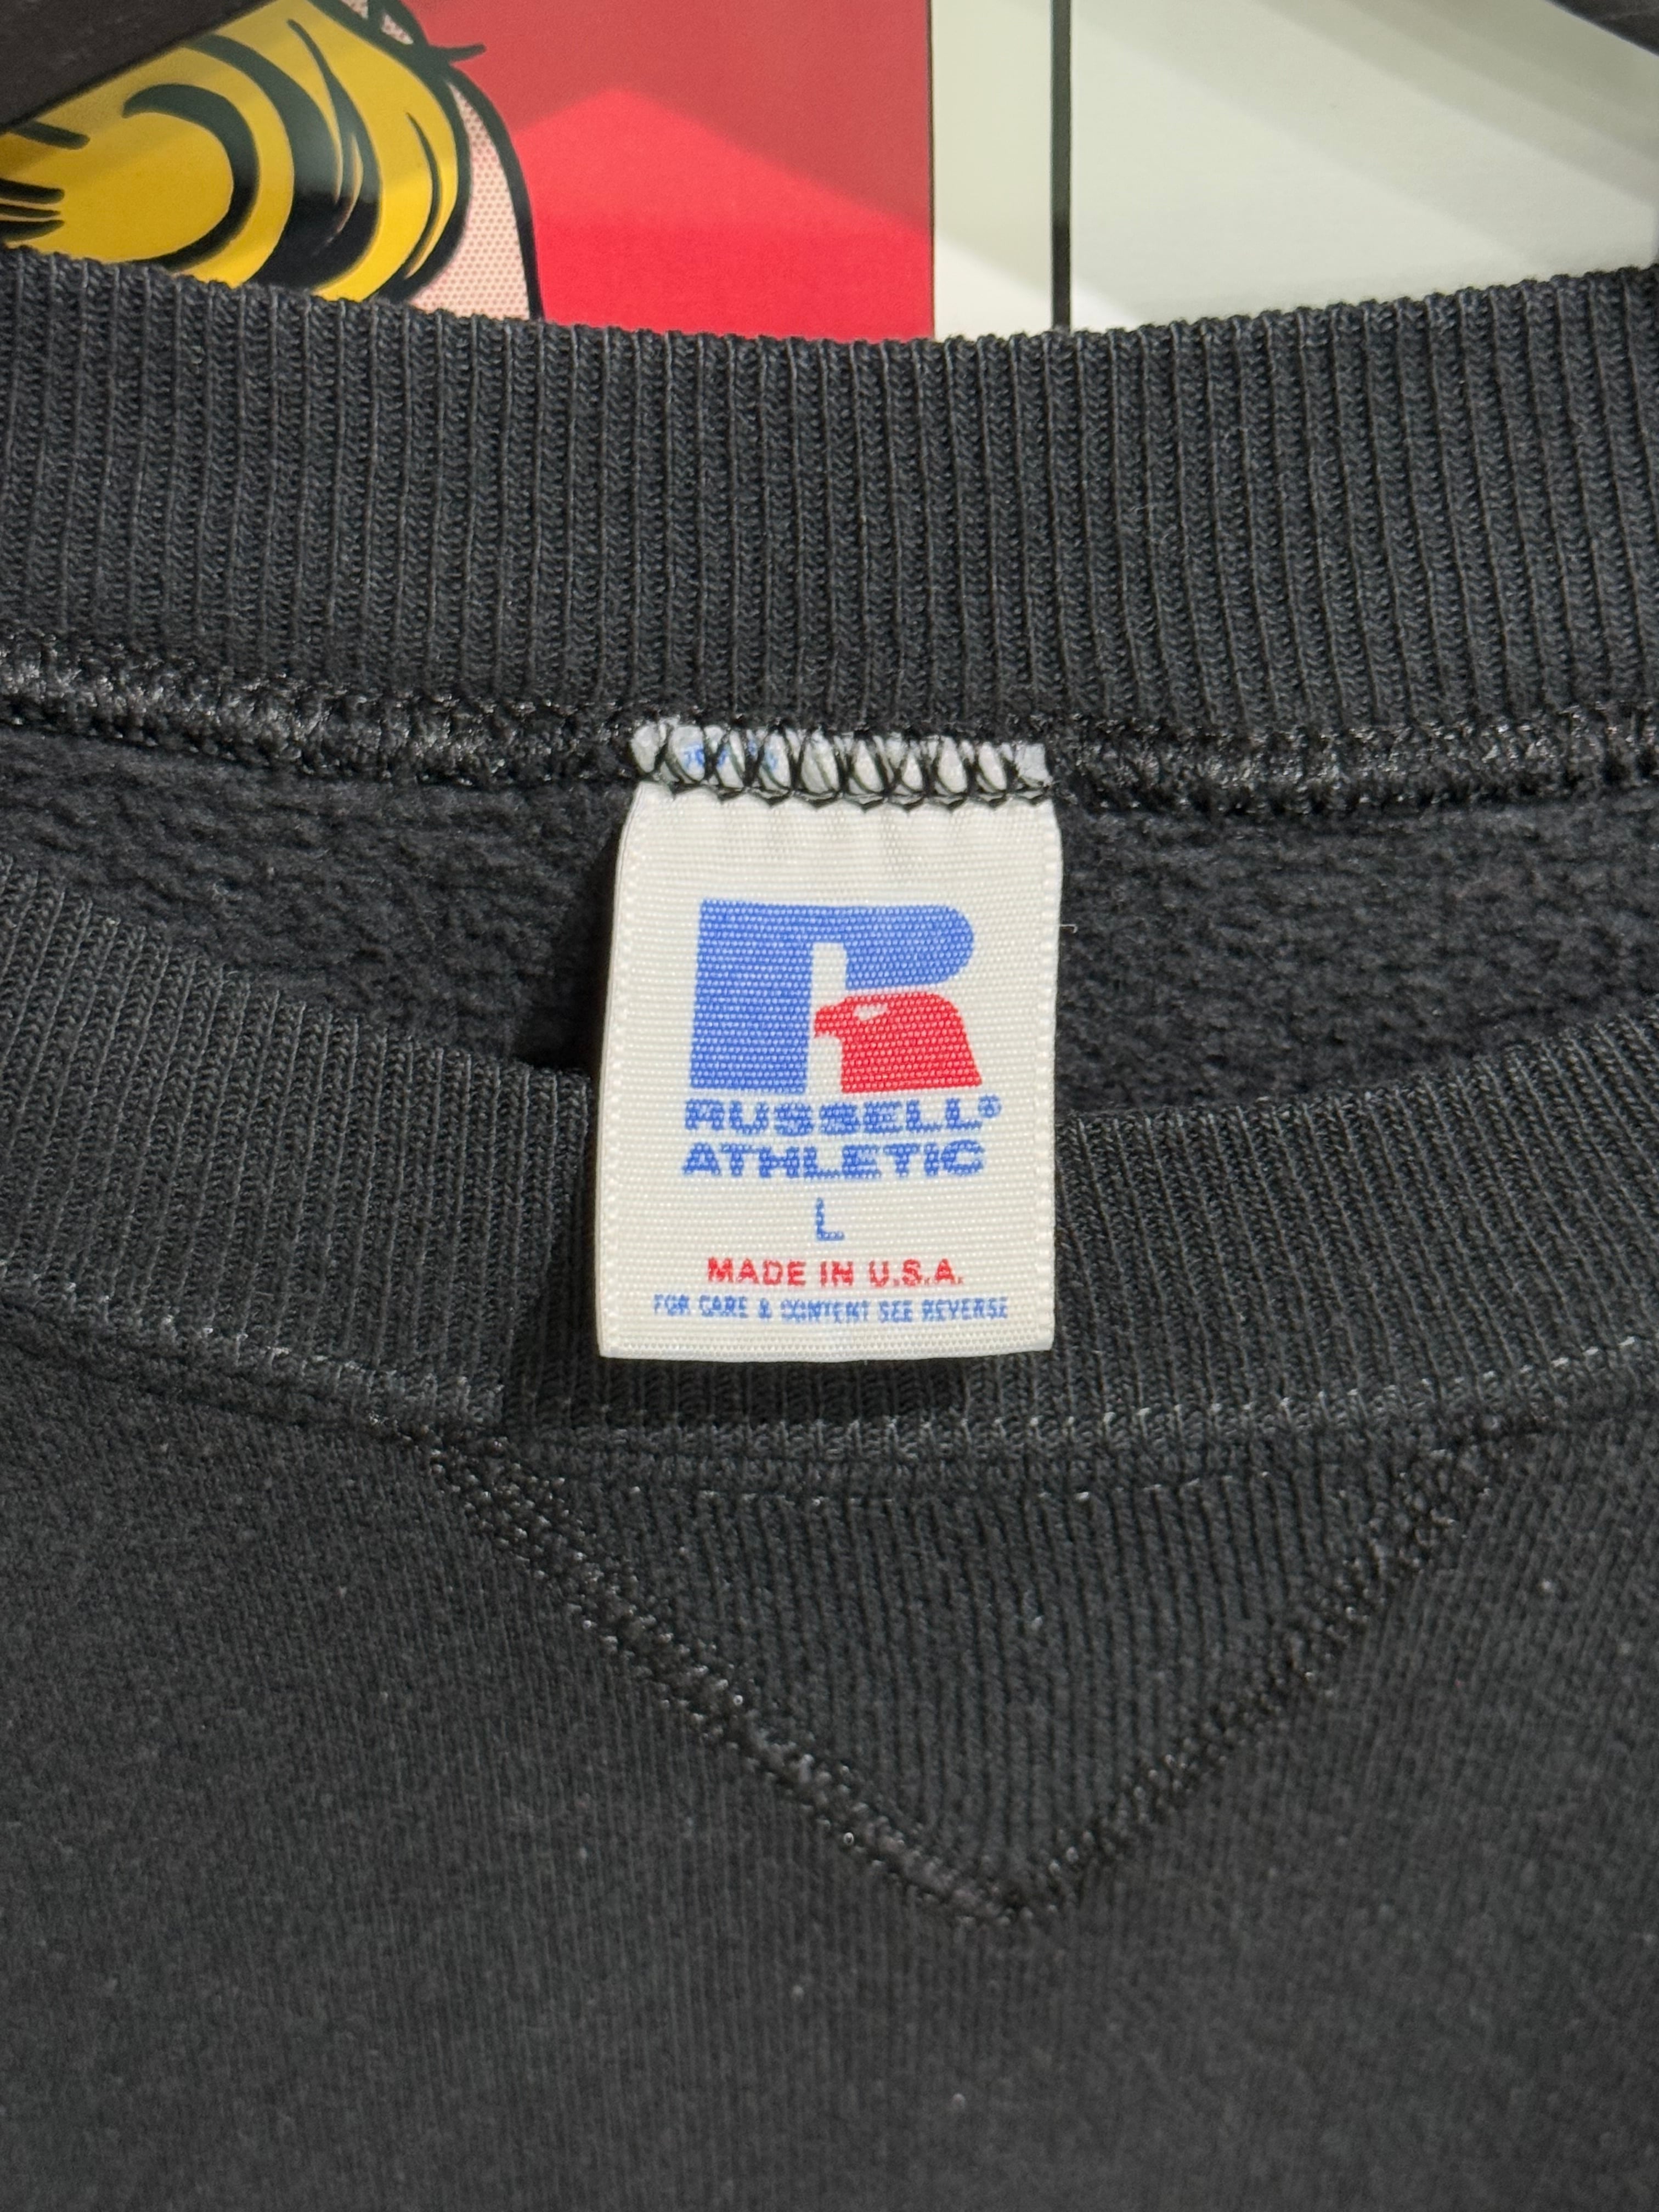 RUSSELL®
ATHLETIC
L
MADE IN U.S.A.
FOR CARE & CONTENT SEE REVERSE